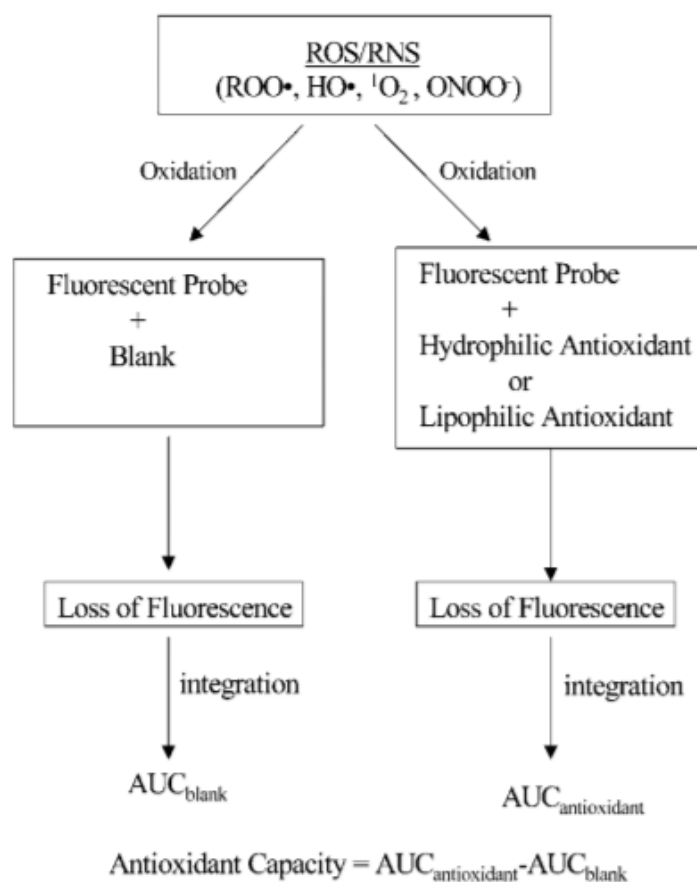 ROS/RNS
(ROO•, HO•, ¹O₂, ONOO⁻)
Oxidation
Oxidation
Fluorescent Probe
+
Blank
Fluorescent Probe
+
Hydrophilic Antioxidant
or
Lipophilic Antioxidant
Loss of Fluorescence
Loss of Fluorescence
integration
integration
AUC_blank
AUC_antioxidant
Antioxidant Capacity = AUC_antioxidant-AUC_blank